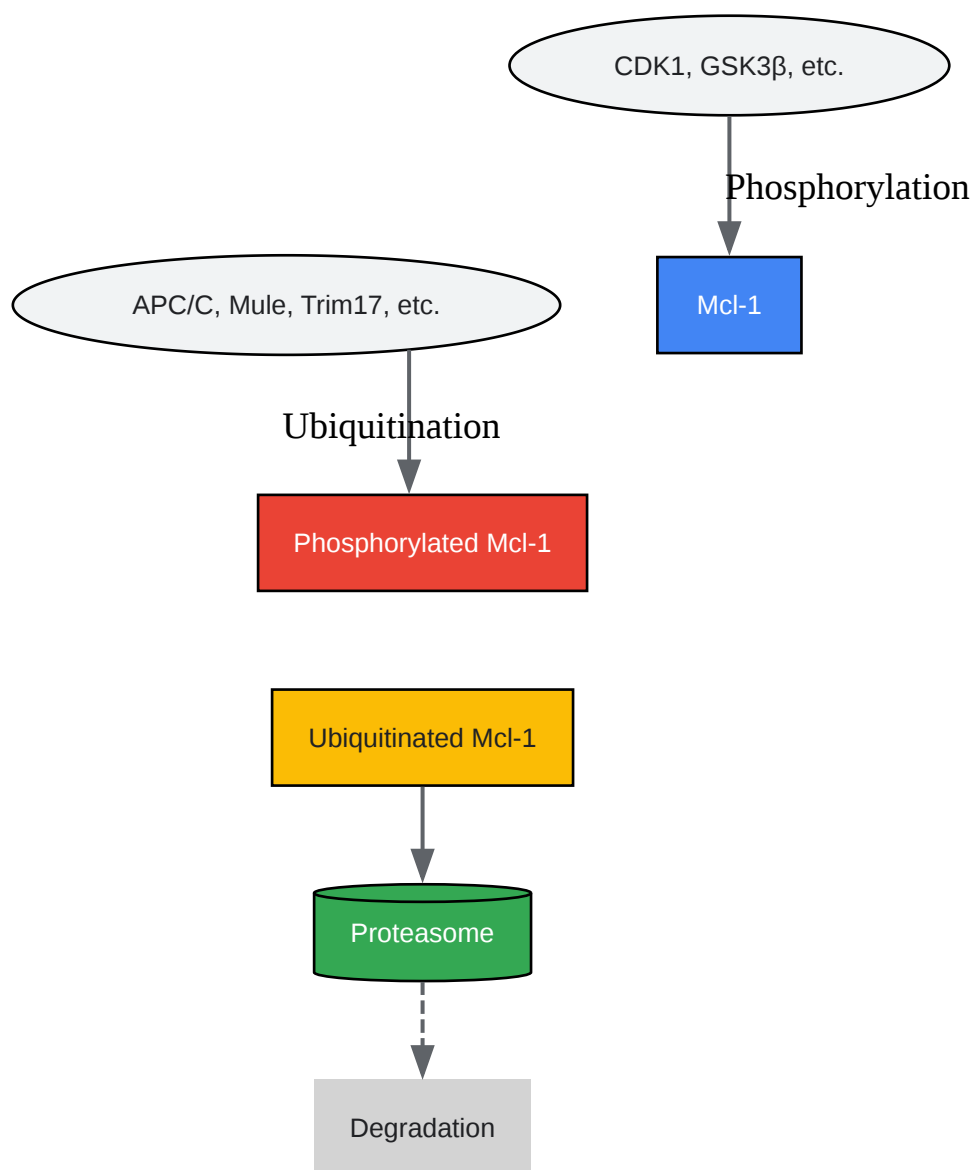 CDK1, GSK3β, etc.
Phosphorylation
APC/C, Mule, Trim17, etc.
Mcl-1
Ubiquitination
Phosphorylated Mcl-1
Ubiquitinated Mcl-1
Proteasome
Degradation